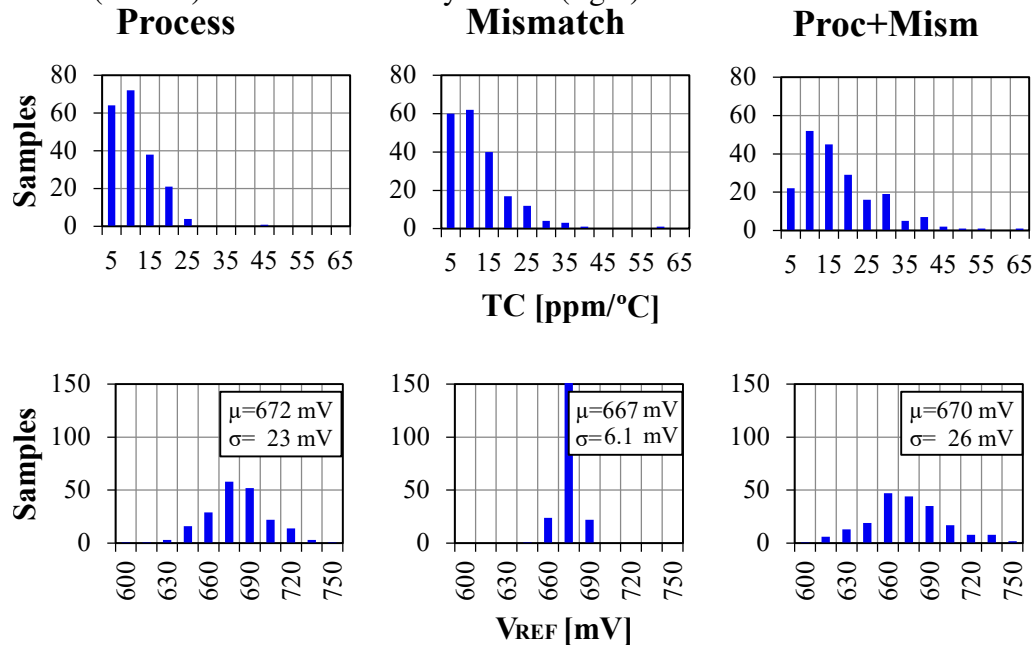 Process Mismatch Proc+Mism
80 80 80
60 60 60
40 40 40
20 20 20
0 0 0
Samples
5 15 25 35 45 55 65 5 15 25 35 45 55 65 5 15 25 35 45 55 65
TC [ppm/ºC]
150 150 150
100 100 100
50 50 50
0 0 0
Samples
µ=672 mV
σ= 23 mV
µ=667 mV
σ=6.1 mV
µ=670 mV
σ= 26 mV
600 630 660 690 720 750 600 630 660 690 720 750 600 630 660 690 720 750
VREF [mV]